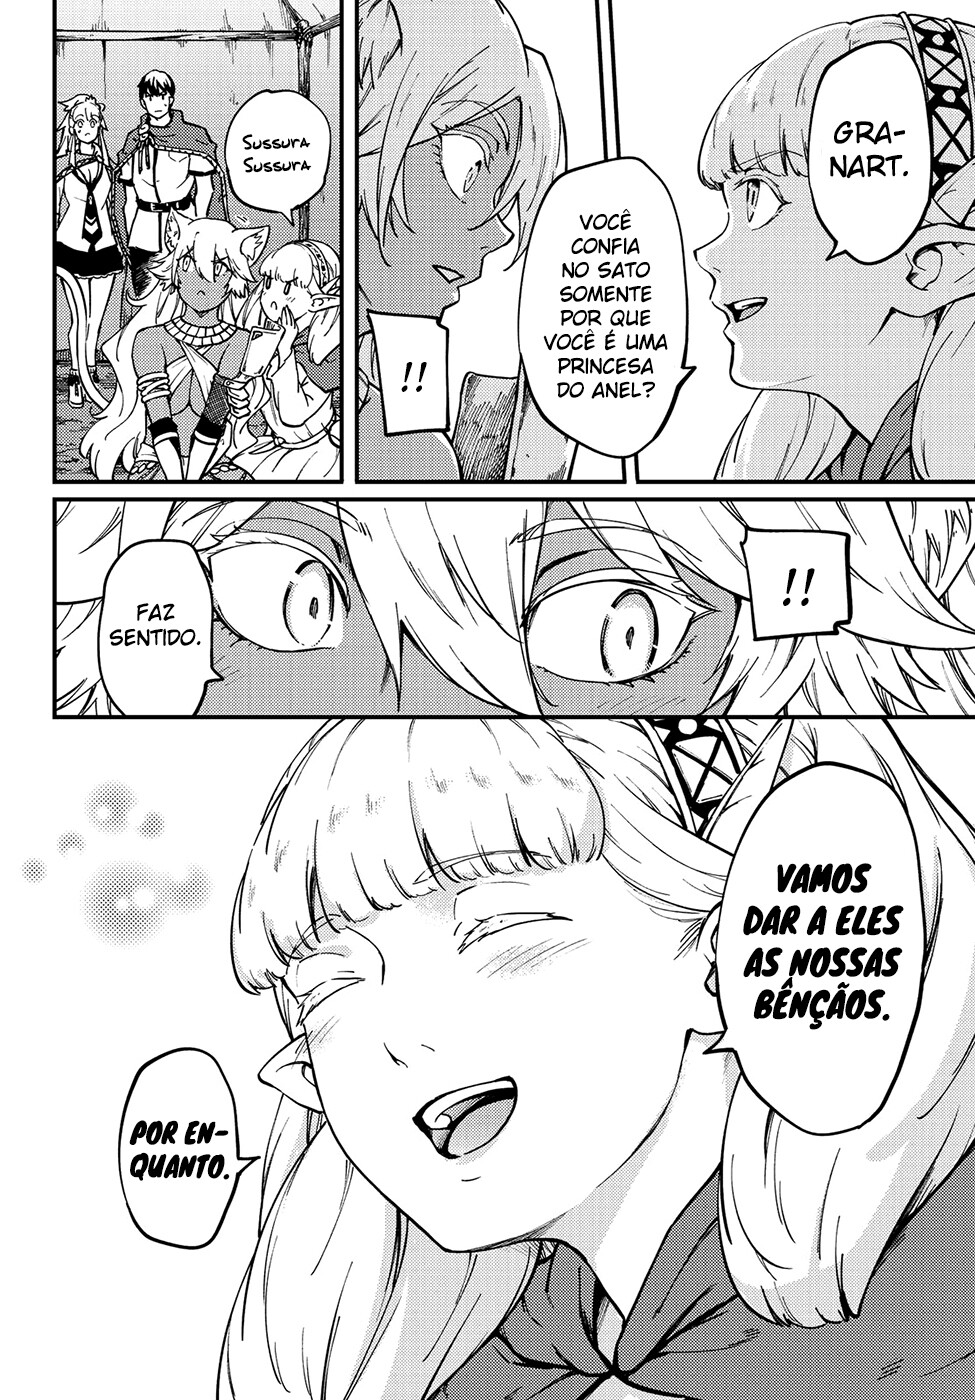 GRA-
NART.
VOCÊ
CONFIA
NO SATO
SOMENTE
POR QUE
VOCÊ É UMA
PRINCESA
DO ANEL?
!!
Sussura
Sussura
!!
FAZ
SENTIDO.
VAMOS
DAR A ELES
AS NOSSAS
BÊNÇÃOS.
POR EN-
QUANTO.